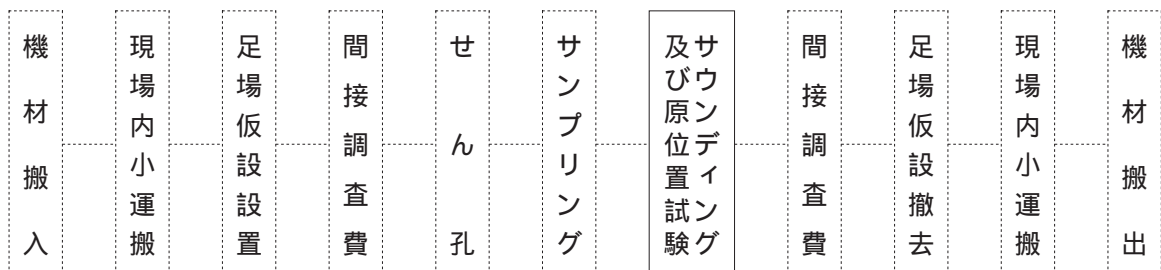 機材搬入
現場内小運搬
足場仮設設置
間接調査費
せん孔
サンプリング
サウンディング
及び原位置試験
間接調査費
足場仮設撤去
現場内小運搬
機材搬出